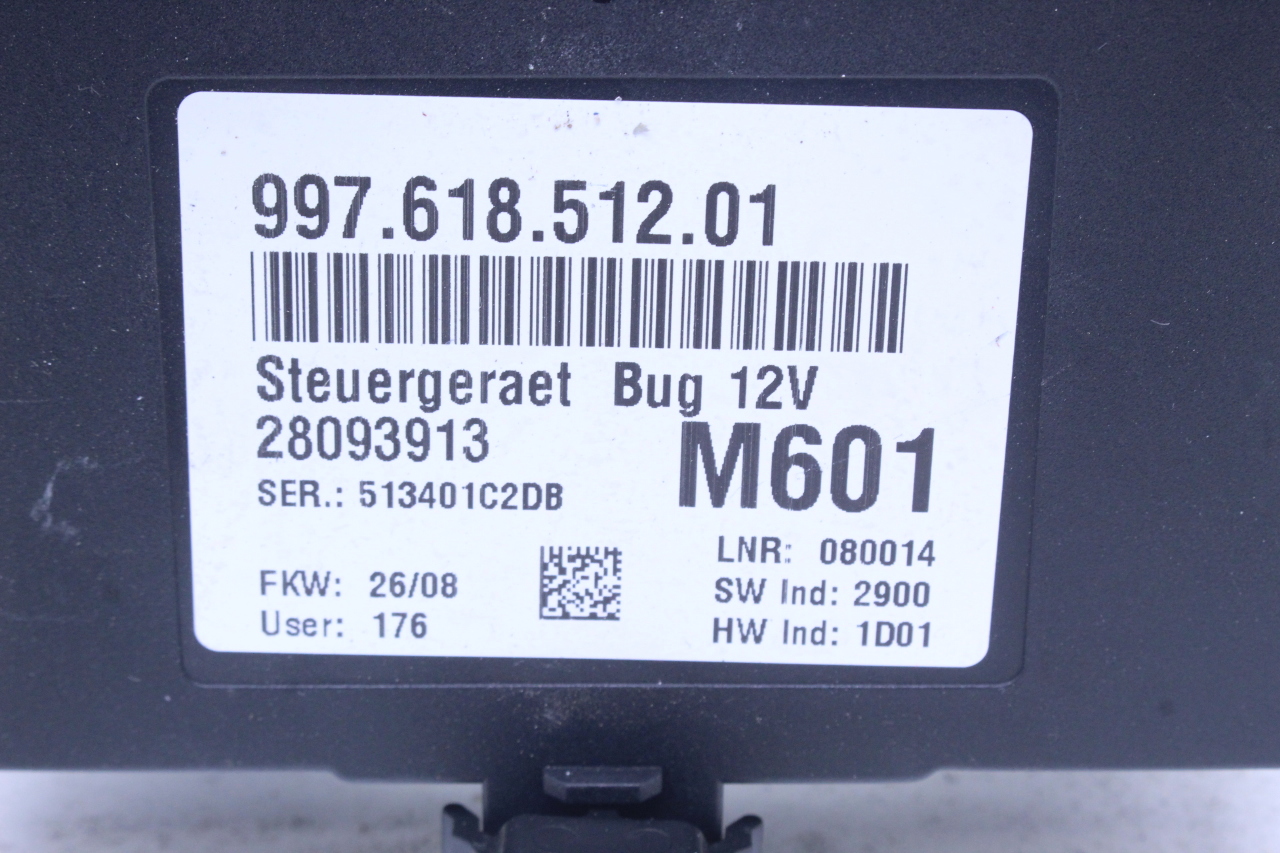 997.618.512.01
Steuergeraet Bug 12V
28093913
M601
SER.: 513401C2DB
LNR: 080014
FKW: 26/08
SW Ind: 2900
User: 176
HW Ind: 1D01